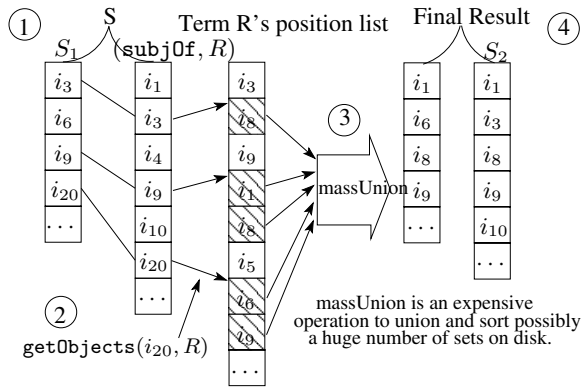 1
S
Term R's position list
Final Result
4
S1
(subjOf, R)
S2
i3
i6
i9
i20
...
i1
i3
i4
i9
i10
i20
...
i3
i8
i9
i1
i8
i5
i6
i9
...
3
massUnion
i1
i6
i8
i9
...
i1
i3
i8
i9
i10
...
2
getObjects(i20, R)
massUnion is an expensive
operation to union and sort possibly
a huge number of sets on disk.